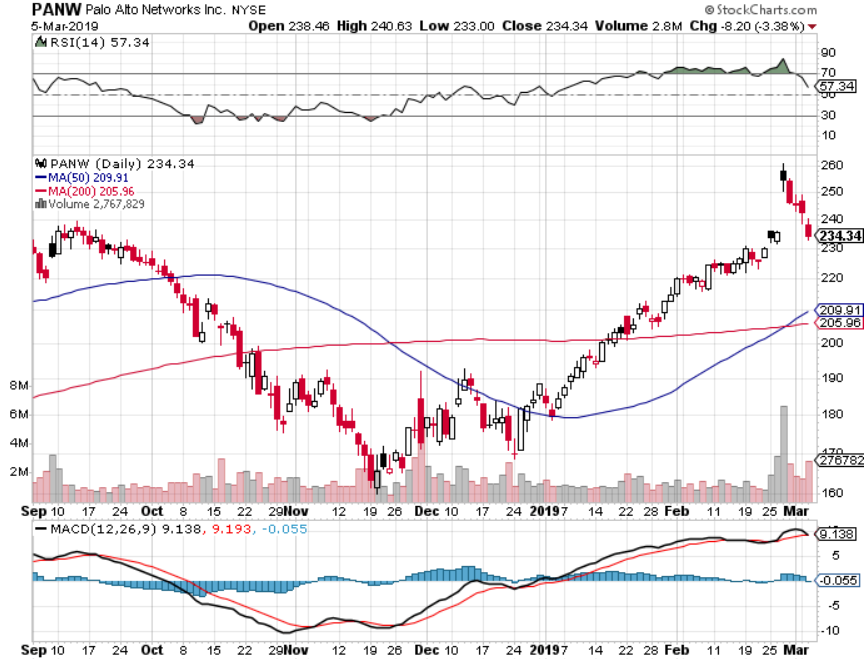 PANW Palo Alto Networks Inc. NYSE © StockCharts.com
5-Mar-2019 Open 238.46 High 240.63 Low 233.00 Close 234.34 Volume 2.8M Chg -8.20 (-3.38%)
RSI(14) 57.34
90
70
57.34
50
30
10
PANW (Daily) 234.34
MA(50) 209.91
MA(200) 205.96
Volume 2,767,829
260
250
240
234.34
230
220
209.91
205.96
200
190
8M
180
6M
4M
170
276782
2M
160
Sep 10 17 24 Oct 8 15 22 29 Nov 12 19 26 Dec 10 17 24 2019 7 14 22 28 Feb 11 19 25 Mar
MACD(12,26,9) 9.138, 9.193, -0.055
9.138
5
-0.055
-5
-10
Sep 10 17 24 Oct 8 15 22 29 Nov 12 19 26 Dec 10 17 24 2019 7 14 22 28 Feb 11 19 25 Mar